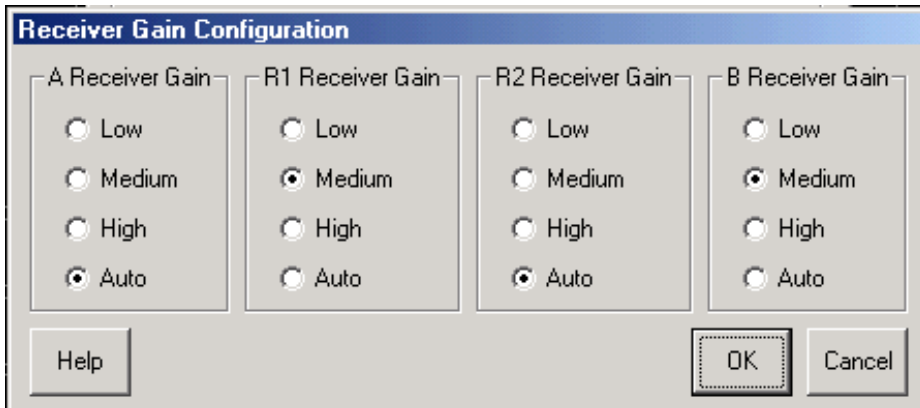 Receiver Gain Configuration
A Receiver Gain
Low
Medium
High
Auto
R1 Receiver Gain
Low
Medium
High
Auto
R2 Receiver Gain
Low
Medium
High
Auto
B Receiver Gain
Low
Medium
High
Auto
Help
OK
Cancel